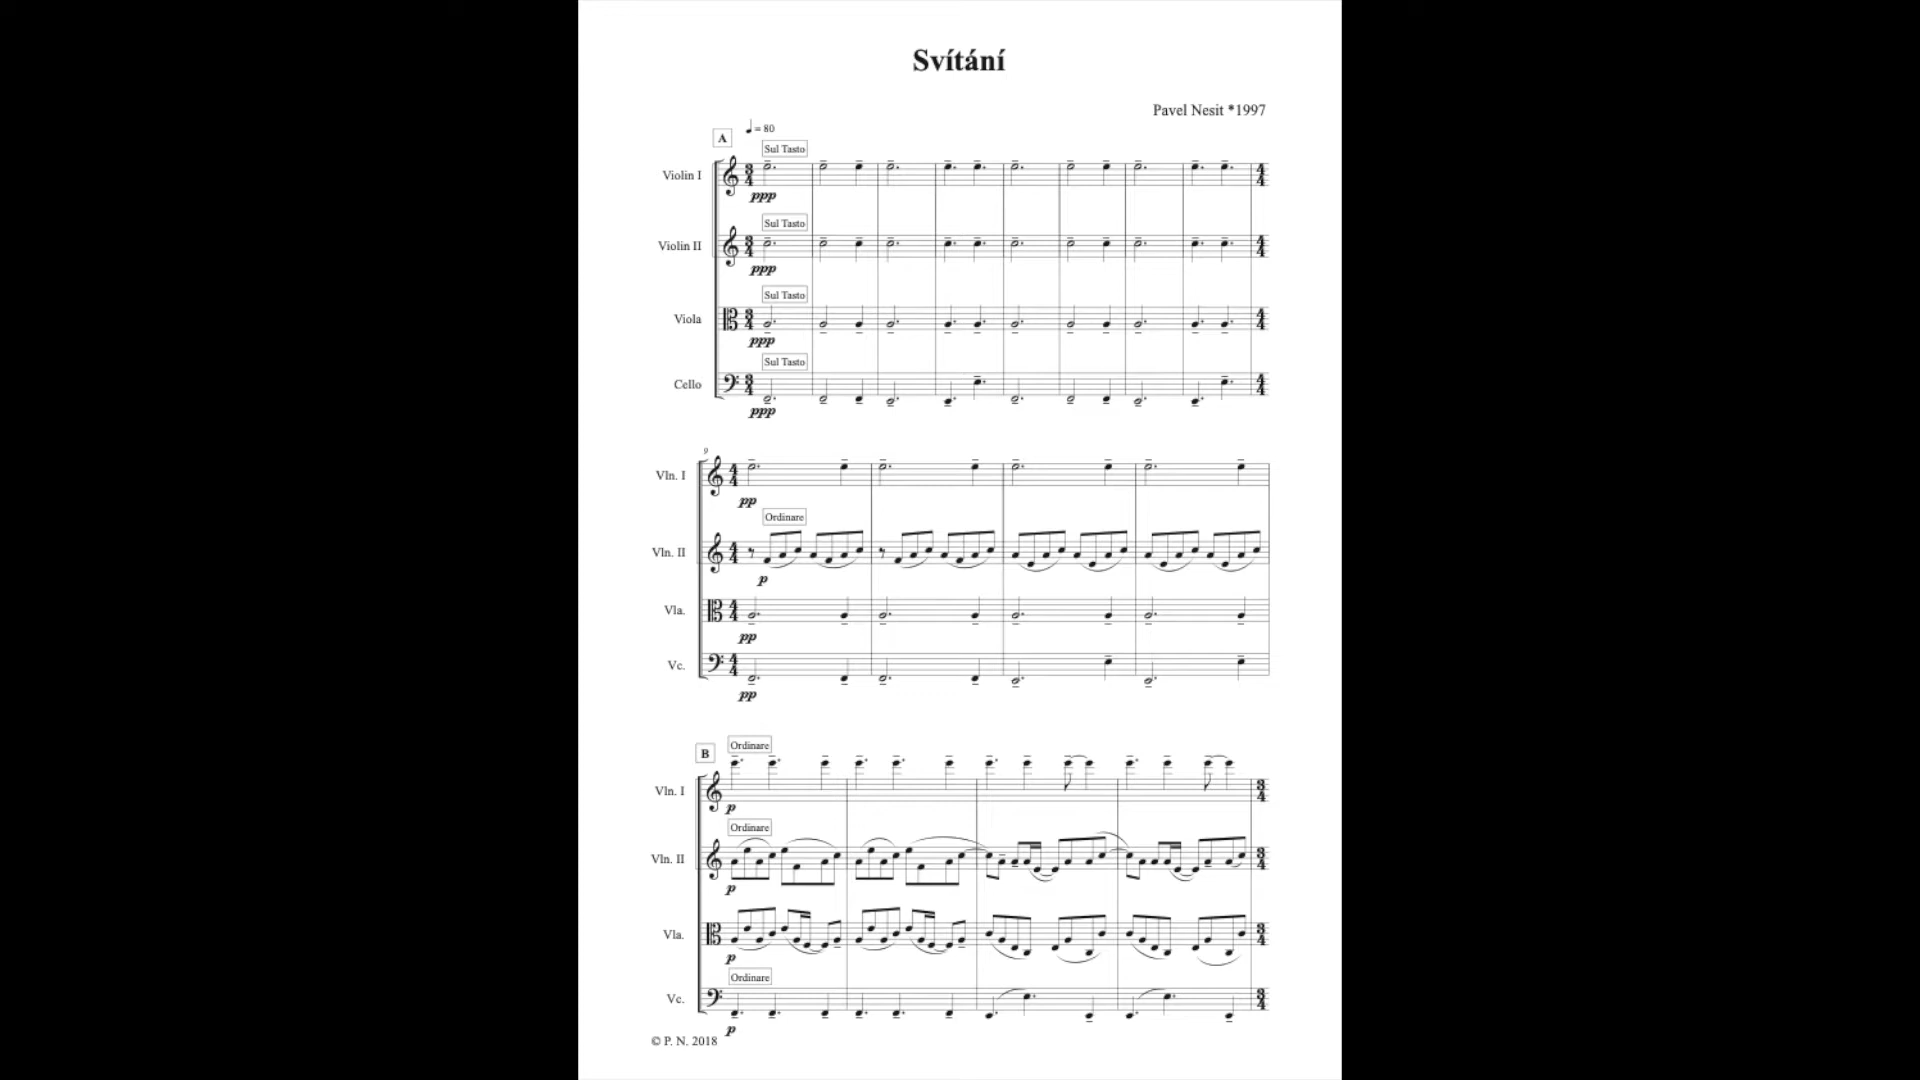 Svítání
Pavel Nesit *1997
A
= 80
Sul Tasto
Violin I
ppp
Sul Tasto
Violin II
ppp
Sul Tasto
Viola
ppp
Sul Tasto
Cello
ppp
9
Vln. I
pp
Ordinare
Vln. II
p
Vla.
pp
Vc.
pp
B
Ordinare
Vln. I
p
Ordinare
Vln. II
p
Vla.
p
Ordinare
Vc.
p
© P. N. 2018